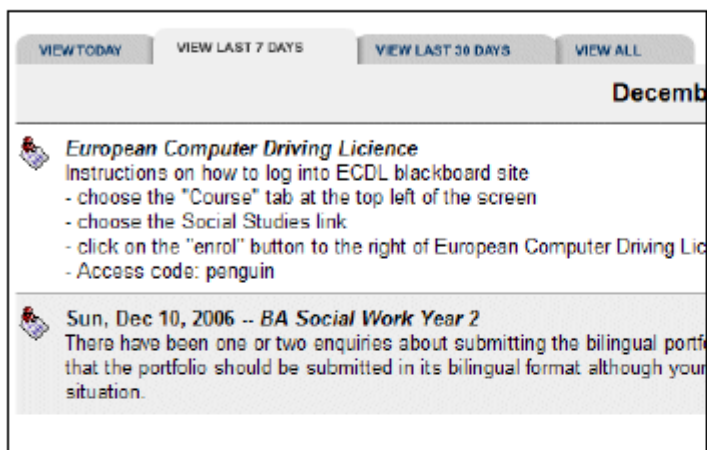 VIEW TODAY VIEW LAST 7 DAYS VIEW LAST 30 DAYS VIEW ALL
Decemb
European Computer Driving Licience
Instructions on how to log into ECDL blackboard site
- choose the "Course" tab at the top left of the screen
- choose the Social Studies link
- click on the "enrol" button to the right of European Computer Driving Lic
- Access code: penguin
Sun, Dec 10, 2006 -- BA Social Work Year 2
There have been one or two enquiries about submitting the bilingual portfo
that the portfolio should be submitted in its bilingual format although your
situation.